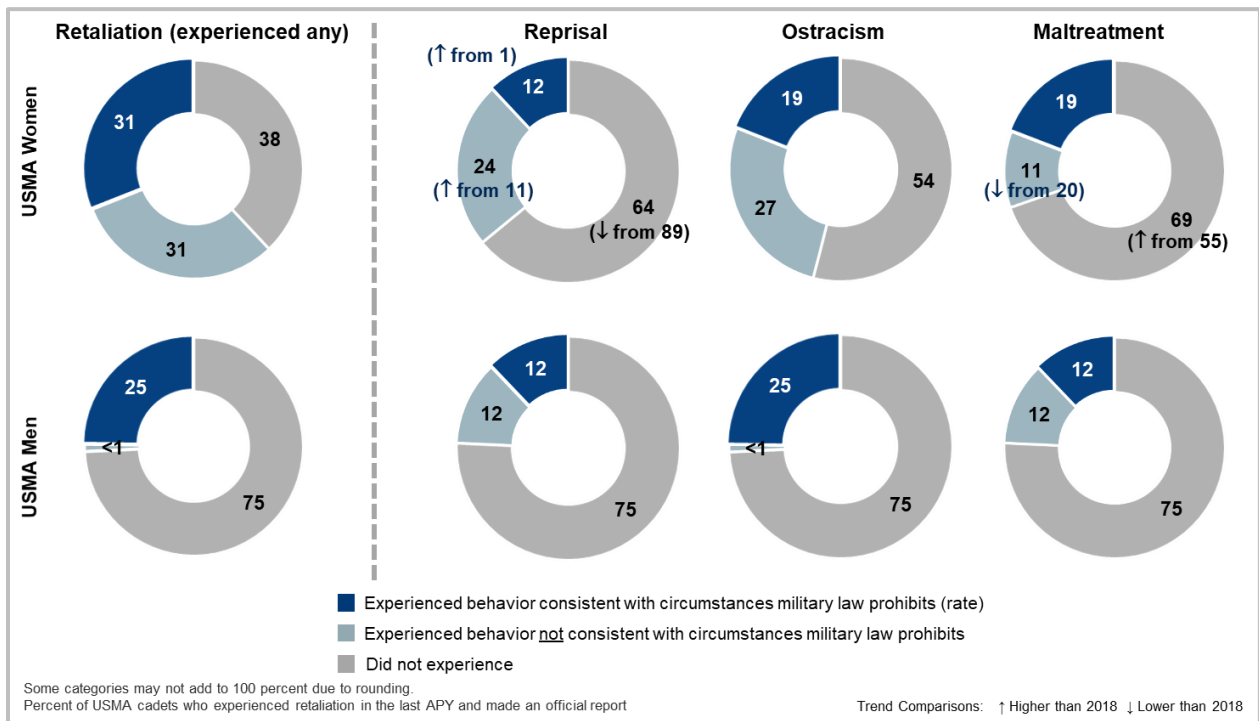 Retaliation (experienced any)
Reprisal
Ostracism
Maltreatment
USMA Women
31
38
31
(↑ from 1)
12
24
(↑ from 11)
64
(↓ from 89)
19
27
54
19
11
(↓ from 20)
69
(↑ from 55)
USMA Men
25
<1
75
12
12
75
25
<1
75
12
12
75
Experienced behavior consistent with circumstances military law prohibits (rate)
Experienced behavior not consistent with circumstances military law prohibits
Did not experience
Some categories may not add to 100 percent due to rounding.
Percent of USMA cadets who experienced retaliation in the last APY and made an official report
Trend Comparisons: ↑ Higher than 2018 ↓ Lower than 2018